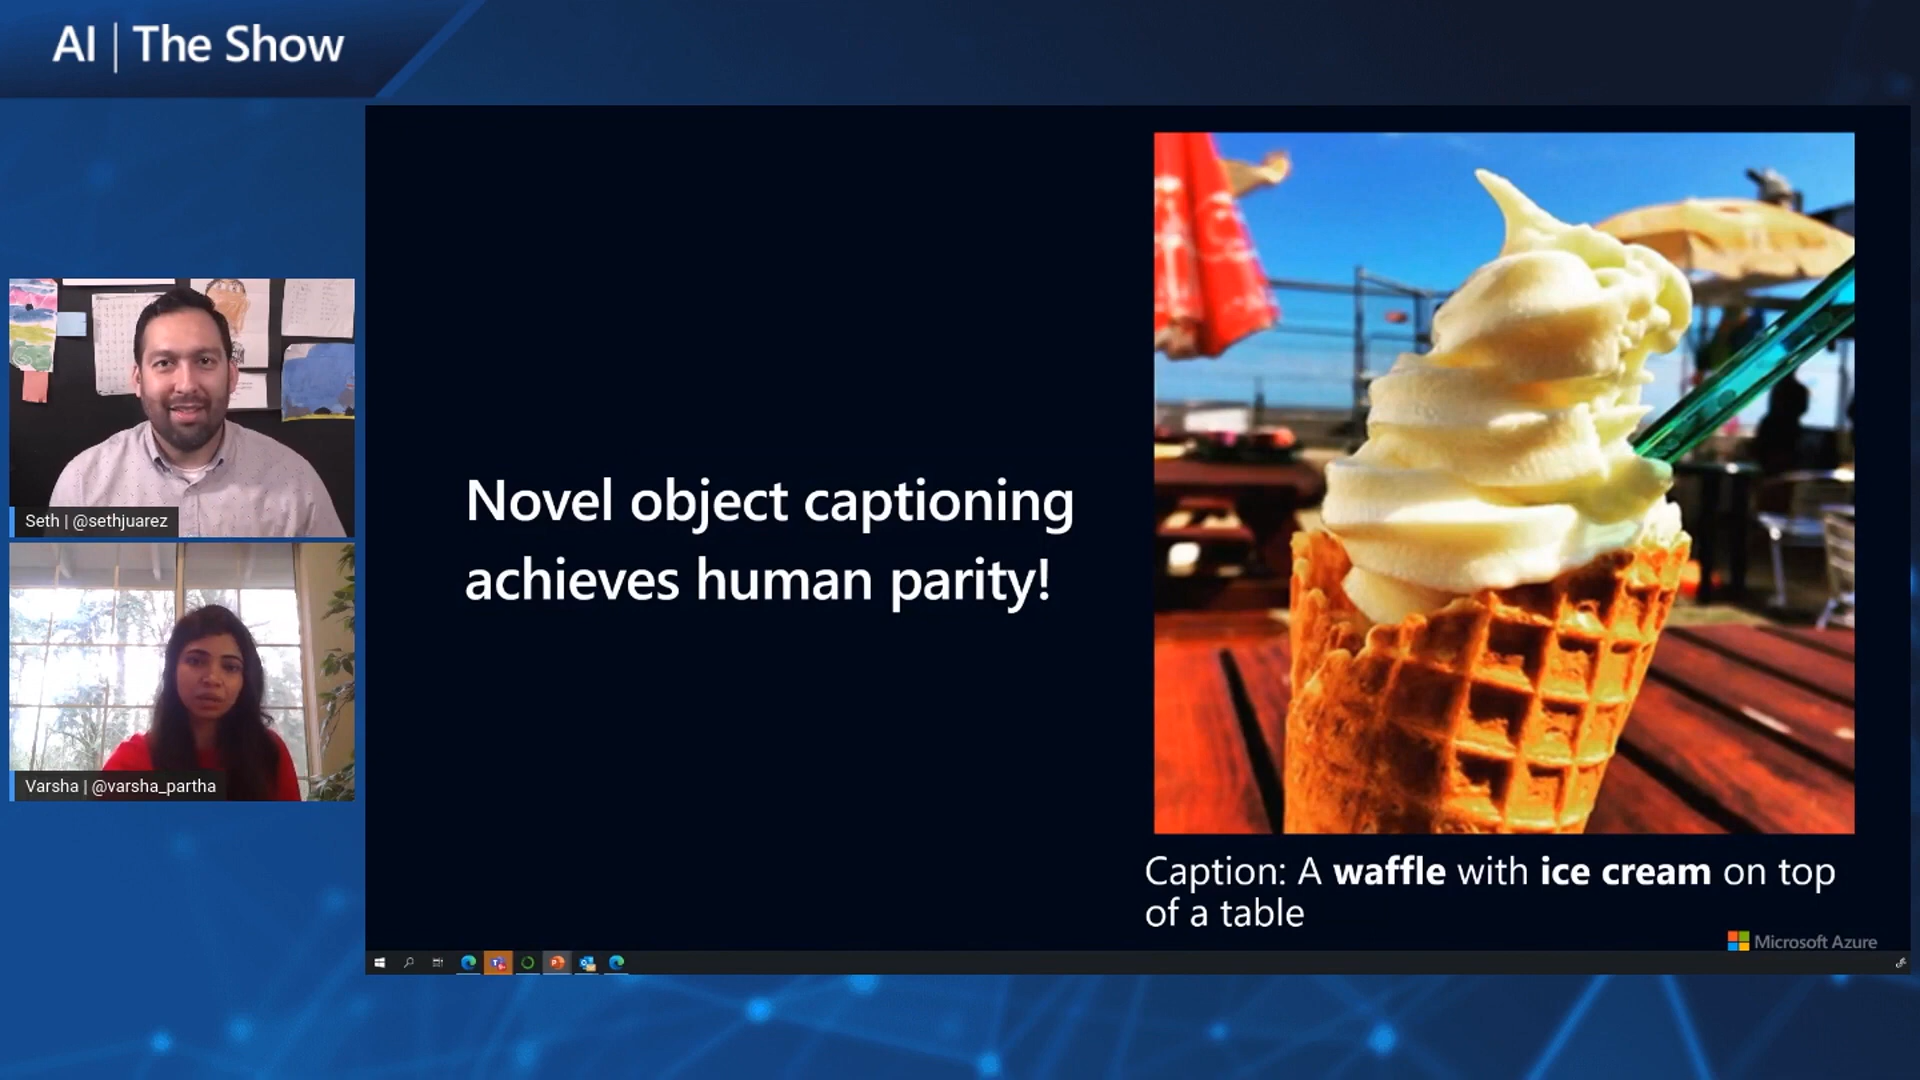 AI | The Show
Seth | @sethjuarez
Varsha | @varsha_partha
Novel object captioning
achieves human parity!
Caption: A waffle with ice cream on top
of a table
Microsoft Azure